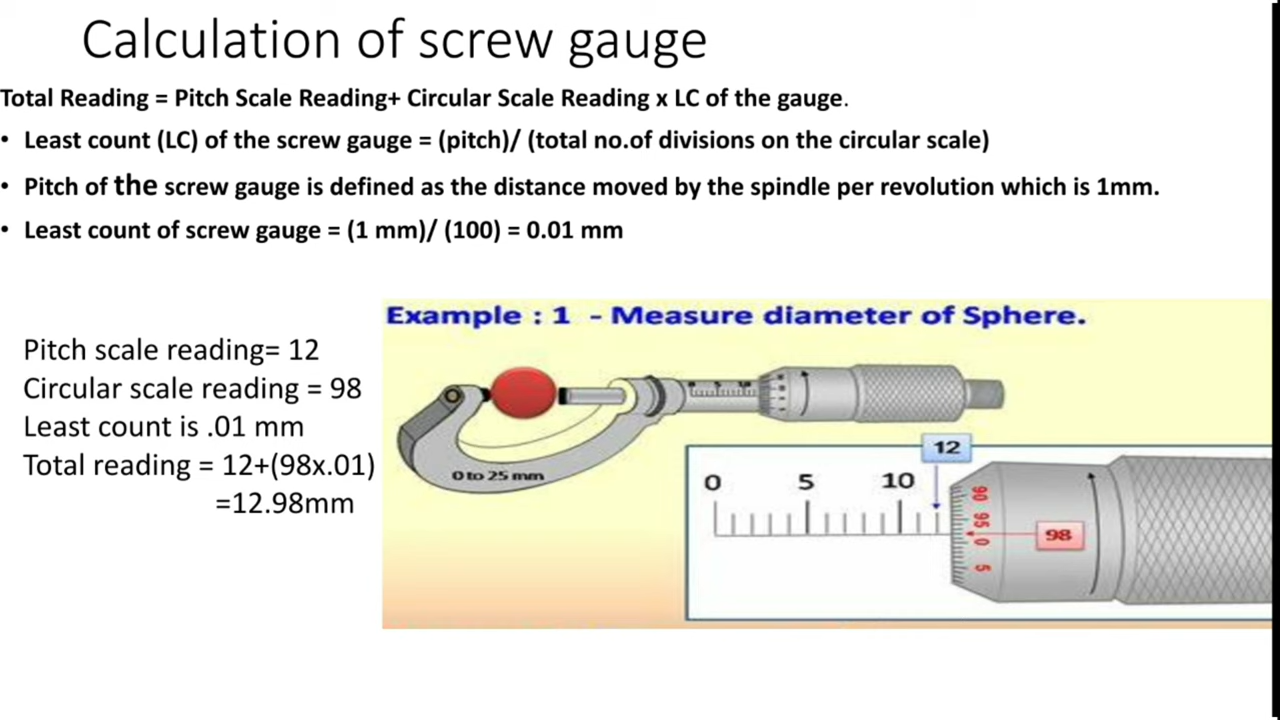 Calculation of screw gauge
Total Reading = Pitch Scale Reading+ Circular Scale Reading x LC of the gauge.
• Least count (LC) of the screw gauge = (pitch)/ (total no.of divisions on the circular scale)
• Pitch of the screw gauge is defined as the distance moved by the spindle per revolution which is 1mm.
• Least count of screw gauge = (1 mm)/ (100) = 0.01 mm
Example : 1 - Measure diameter of Sphere.
Pitch scale reading= 12
Circular scale reading = 98
Least count is .01 mm
Total reading = 12+(98x.01)
=12.98mm
0 5 10
0 to 25 mm
12
0 5 10
90
95
0
5
98